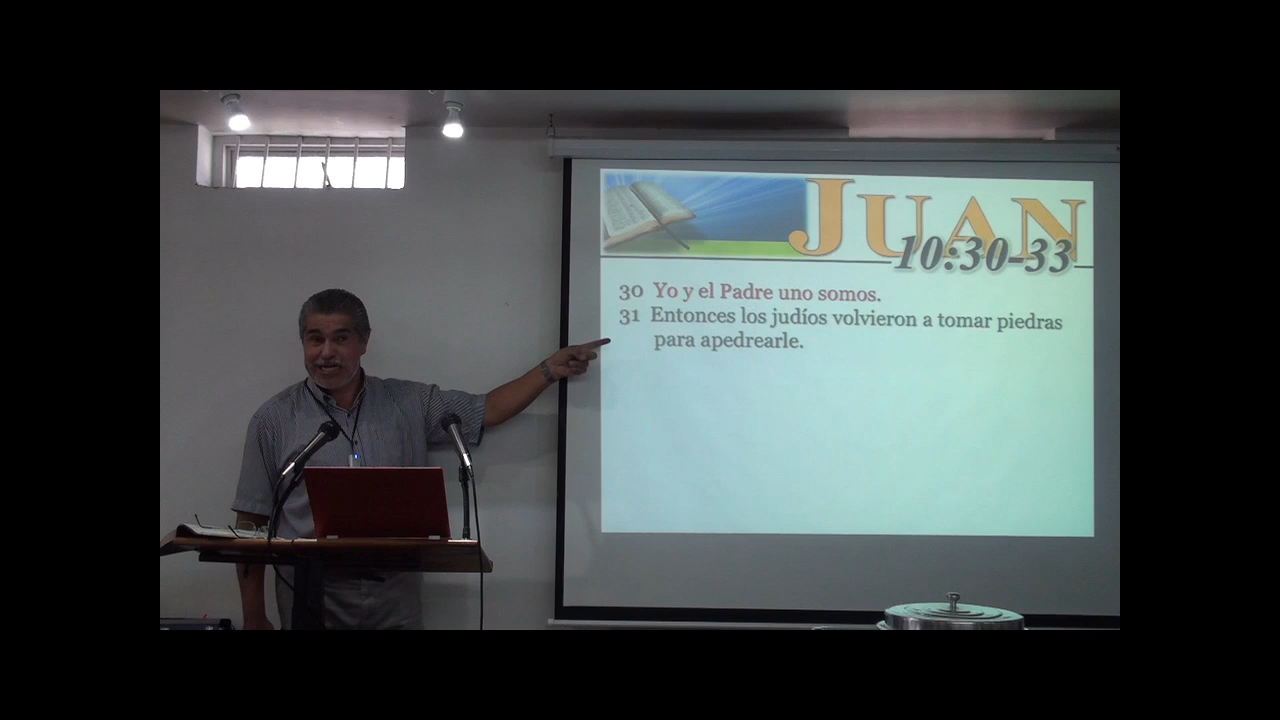 JUAN
10:30-33
30 Yo y el Padre uno somos.
31 Entonces los judíos volvieron a tomar piedras
para apedrearle.